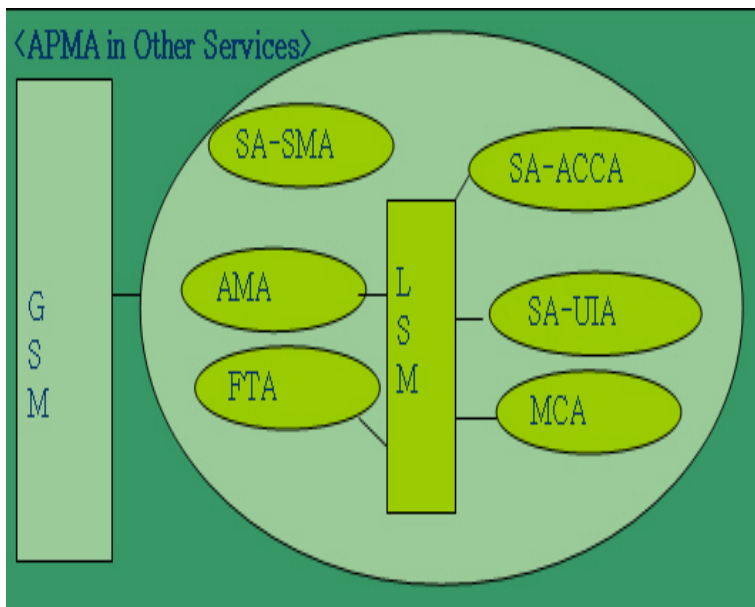 <APMA in Other Services>
SA-SMA
SA-ACCA
AMA
SA-UIA
FTA
MCA
G
S
M
L
S
M